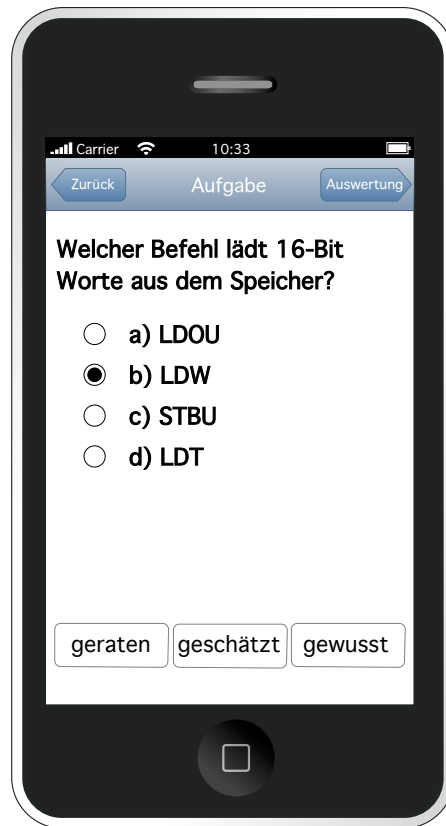 Carrier 10:33
Zurück Aufgabe Auswertung
Welcher Befehl lädt 16-Bit
Worte aus dem Speicher?
a) LDOU
b) LDW
c) STBU
d) LDT
geraten geschätzt gewusst